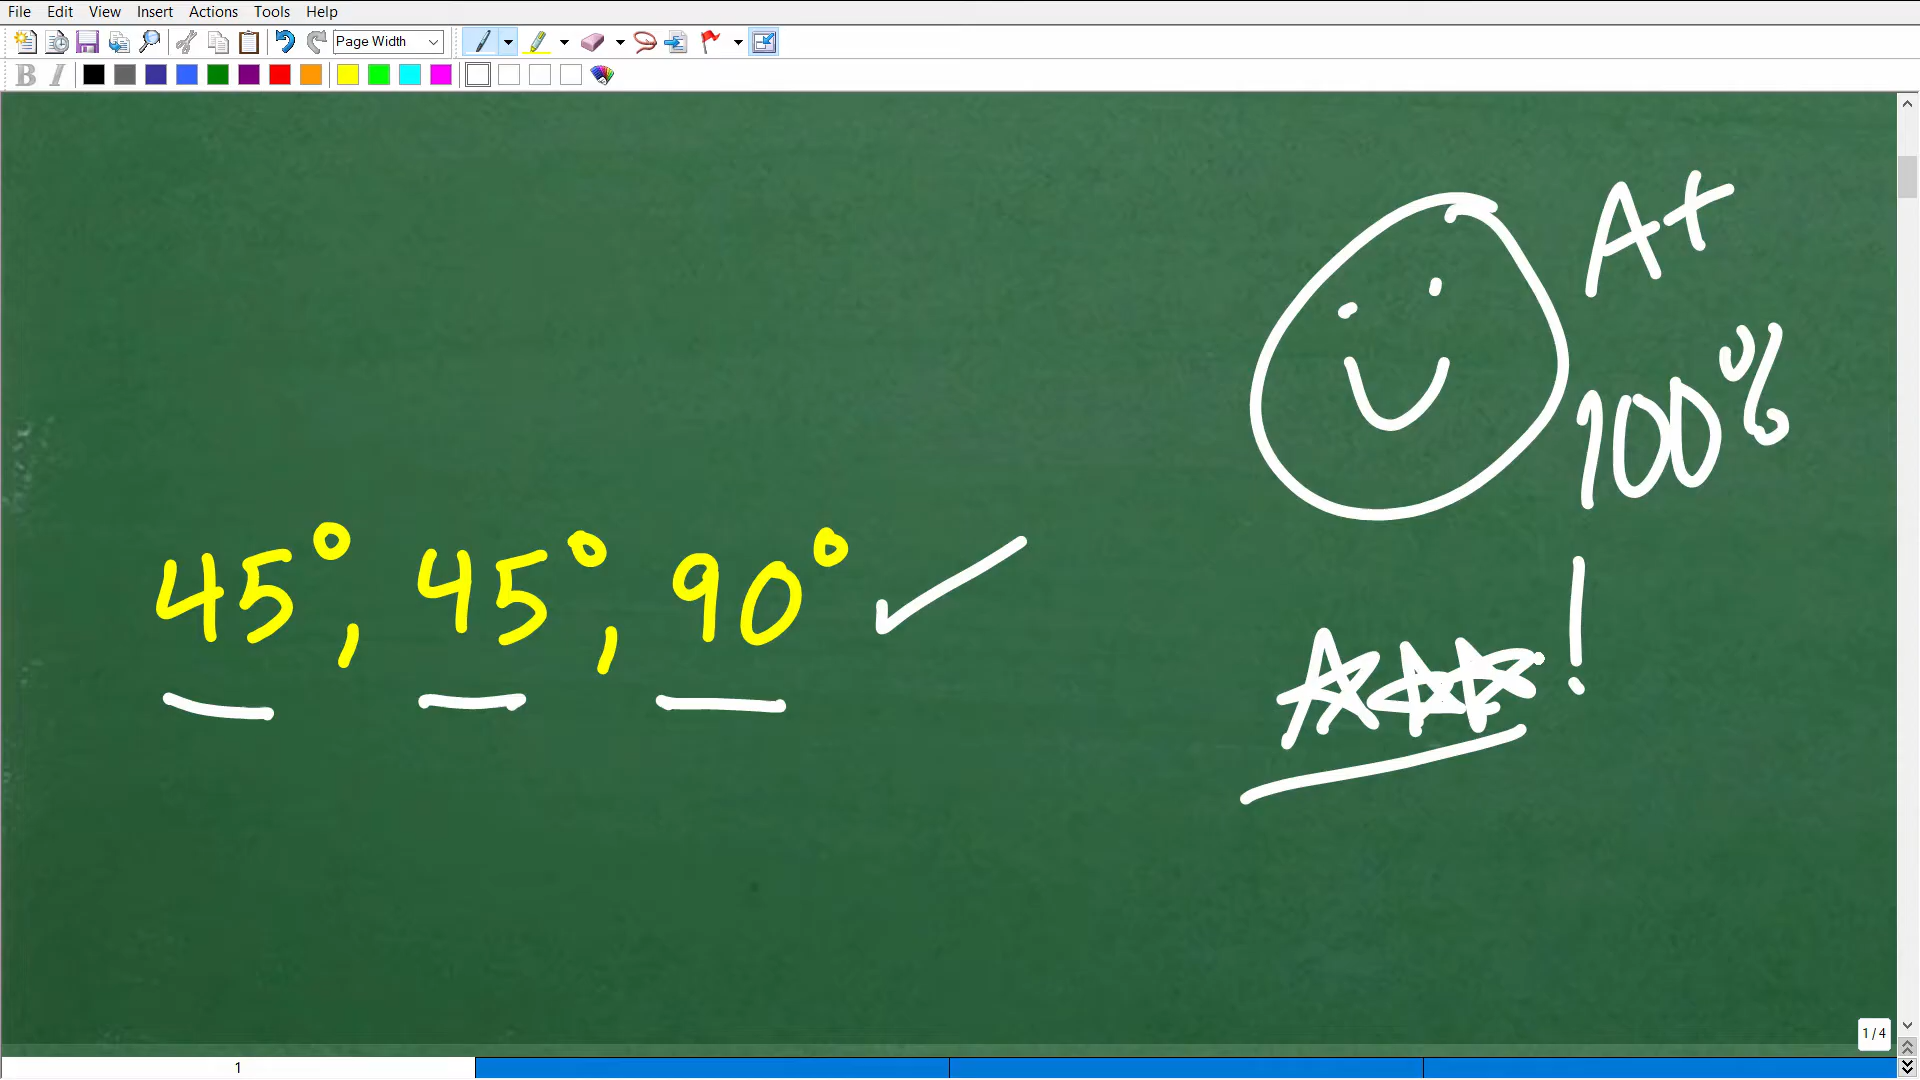 File Edit View Insert Actions Tools Help
Page Width
B I
A+
100%
45°, 45°, 90°
!
1 / 4
1